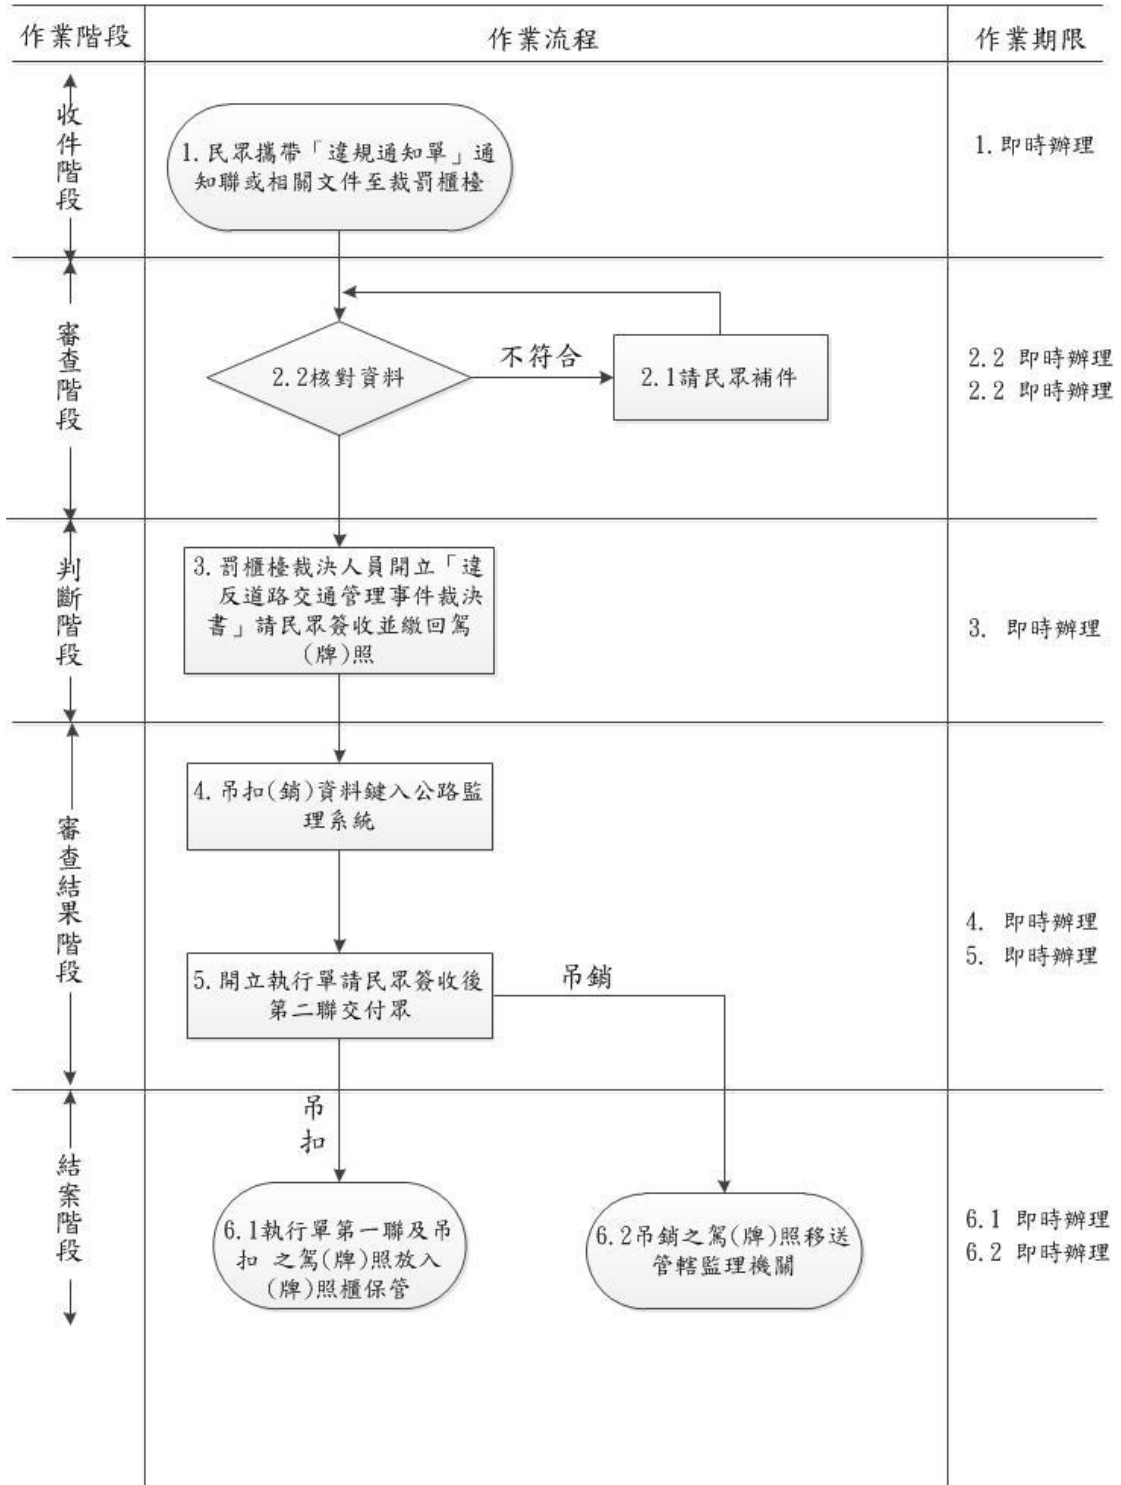 作業階段
作業流程
作業期限
收件階段
1.民眾攜帶「違規通知單」通
知聯或相關文件至裁罰櫃檯
1.即時辦理
審查階段
2.2核對資料
不符合
2.1請民眾補件
2.2 即時辦理
2.2 即時辦理
判斷階段
3.罰櫃檯裁決人員開立「違
反道路交通管理事件裁決
書」請民眾簽收並繳回駕
(牌)照
3. 即時辦理
審查結果階段
4.吊扣(銷)資料鍵入公路監
理系統
5.開立執行單請民眾簽收後
第二聯交付眾
吊銷
4. 即時辦理
5. 即時辦理
吊扣
結案階段
6.1執行單第一聯及吊
扣 之駕(牌)照放入
(牌)照櫃保管
6.2吊銷之駕(牌)照移送
管轄監理機關
6.1 即時辦理
6.2 即時辦理